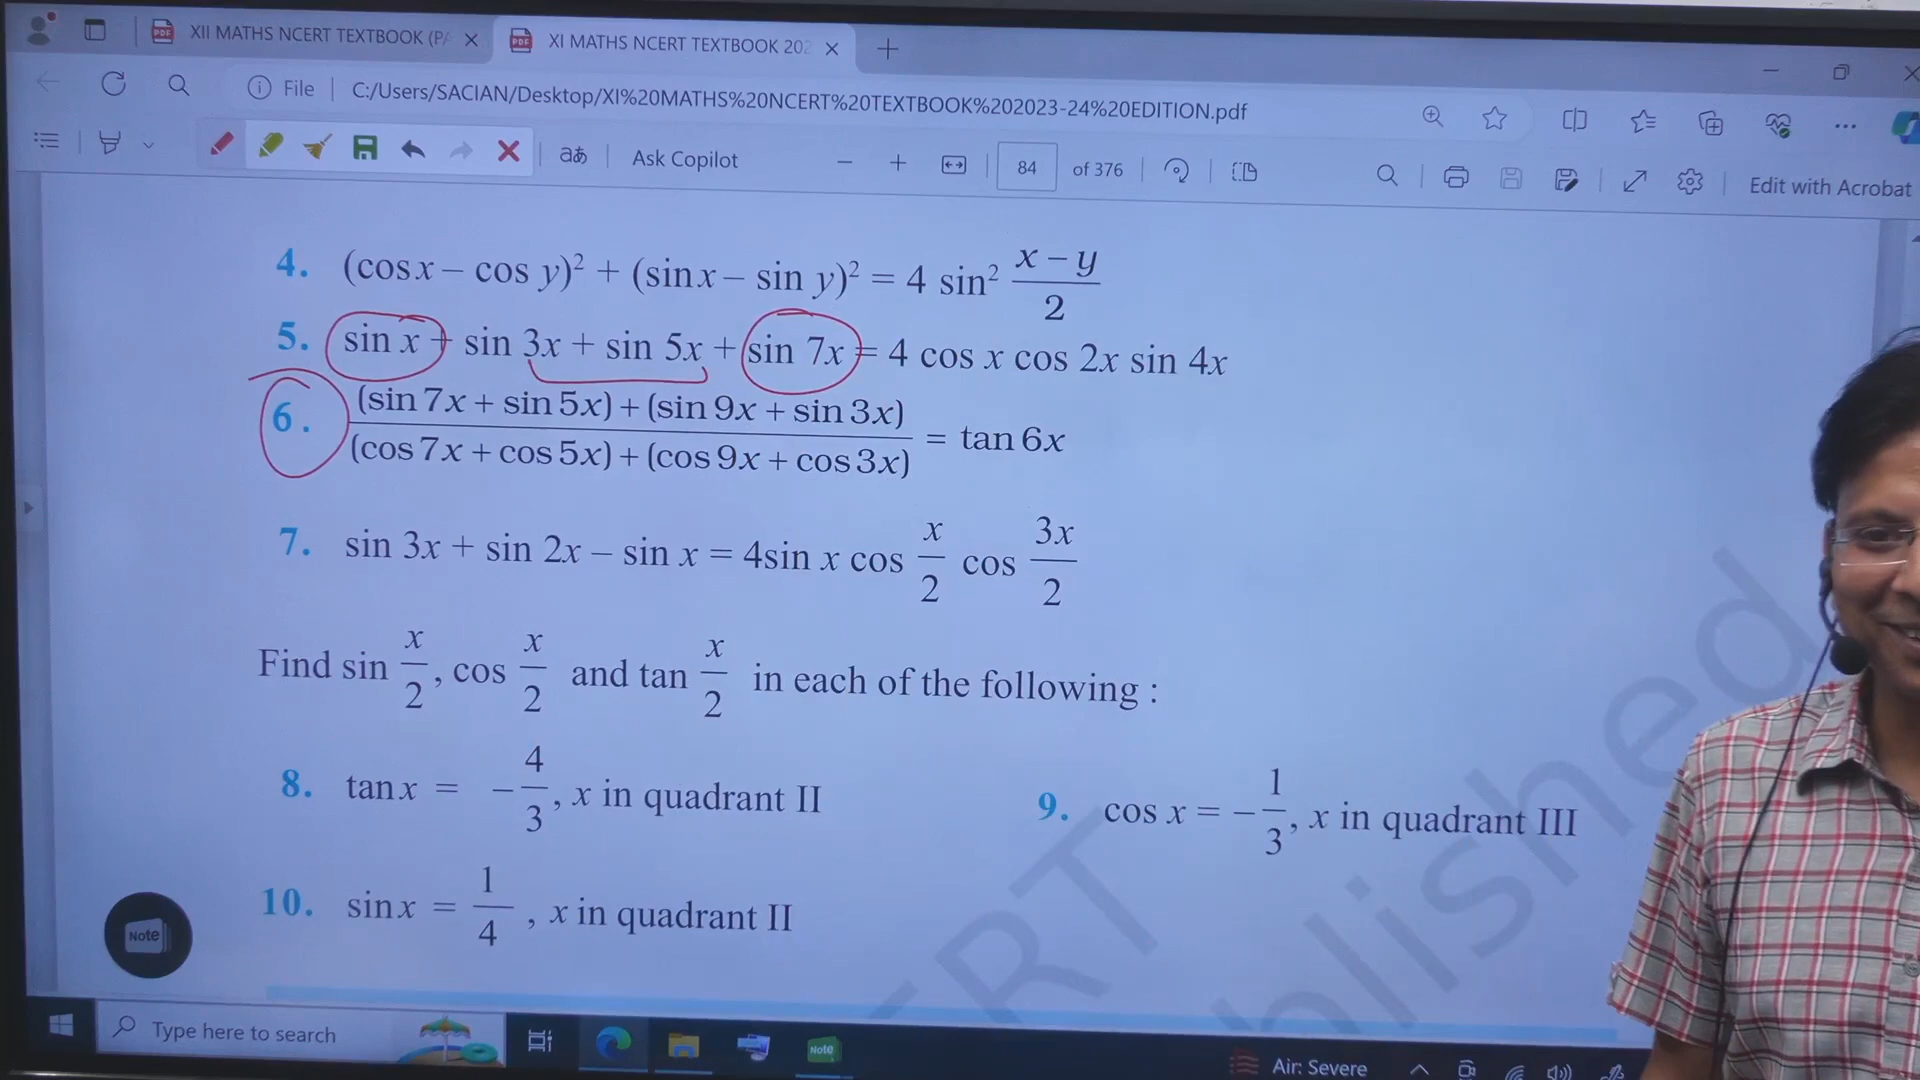 XII MATHS NCERT TEXTBOOK (PA
XI MATHS NCERT TEXTBOOK 202
File
C:/Users/SACIAN/Desktop/XI%20MATHS%20NCERT%20TEXTBOOK%202023-24%20EDITION.pdf
aあ
Ask Copilot
84
of 376
Edit with Acrobat
4. (cos x – cos y)² + (sin x – sin y)² = 4 sin² (x – y)/2
5. sin x + sin 3x + sin 5x + sin 7x = 4 cos x cos 2x sin 4x
6. ((sin 7x + sin 5x) + (sin 9x + sin 3x))/((cos 7x + cos 5x) + (cos 9x + cos 3x)) = tan 6x
7. sin 3x + sin 2x – sin x = 4sin x cos x/2 cos 3x/2
Find sin x/2, cos x/2 and tan x/2 in each of the following :
8. tan x = –4/3, x in quadrant II
9. cos x = –1/3, x in quadrant III
10. sin x = 1/4, x in quadrant II
Note
Type here to search
Note
Air: Severe